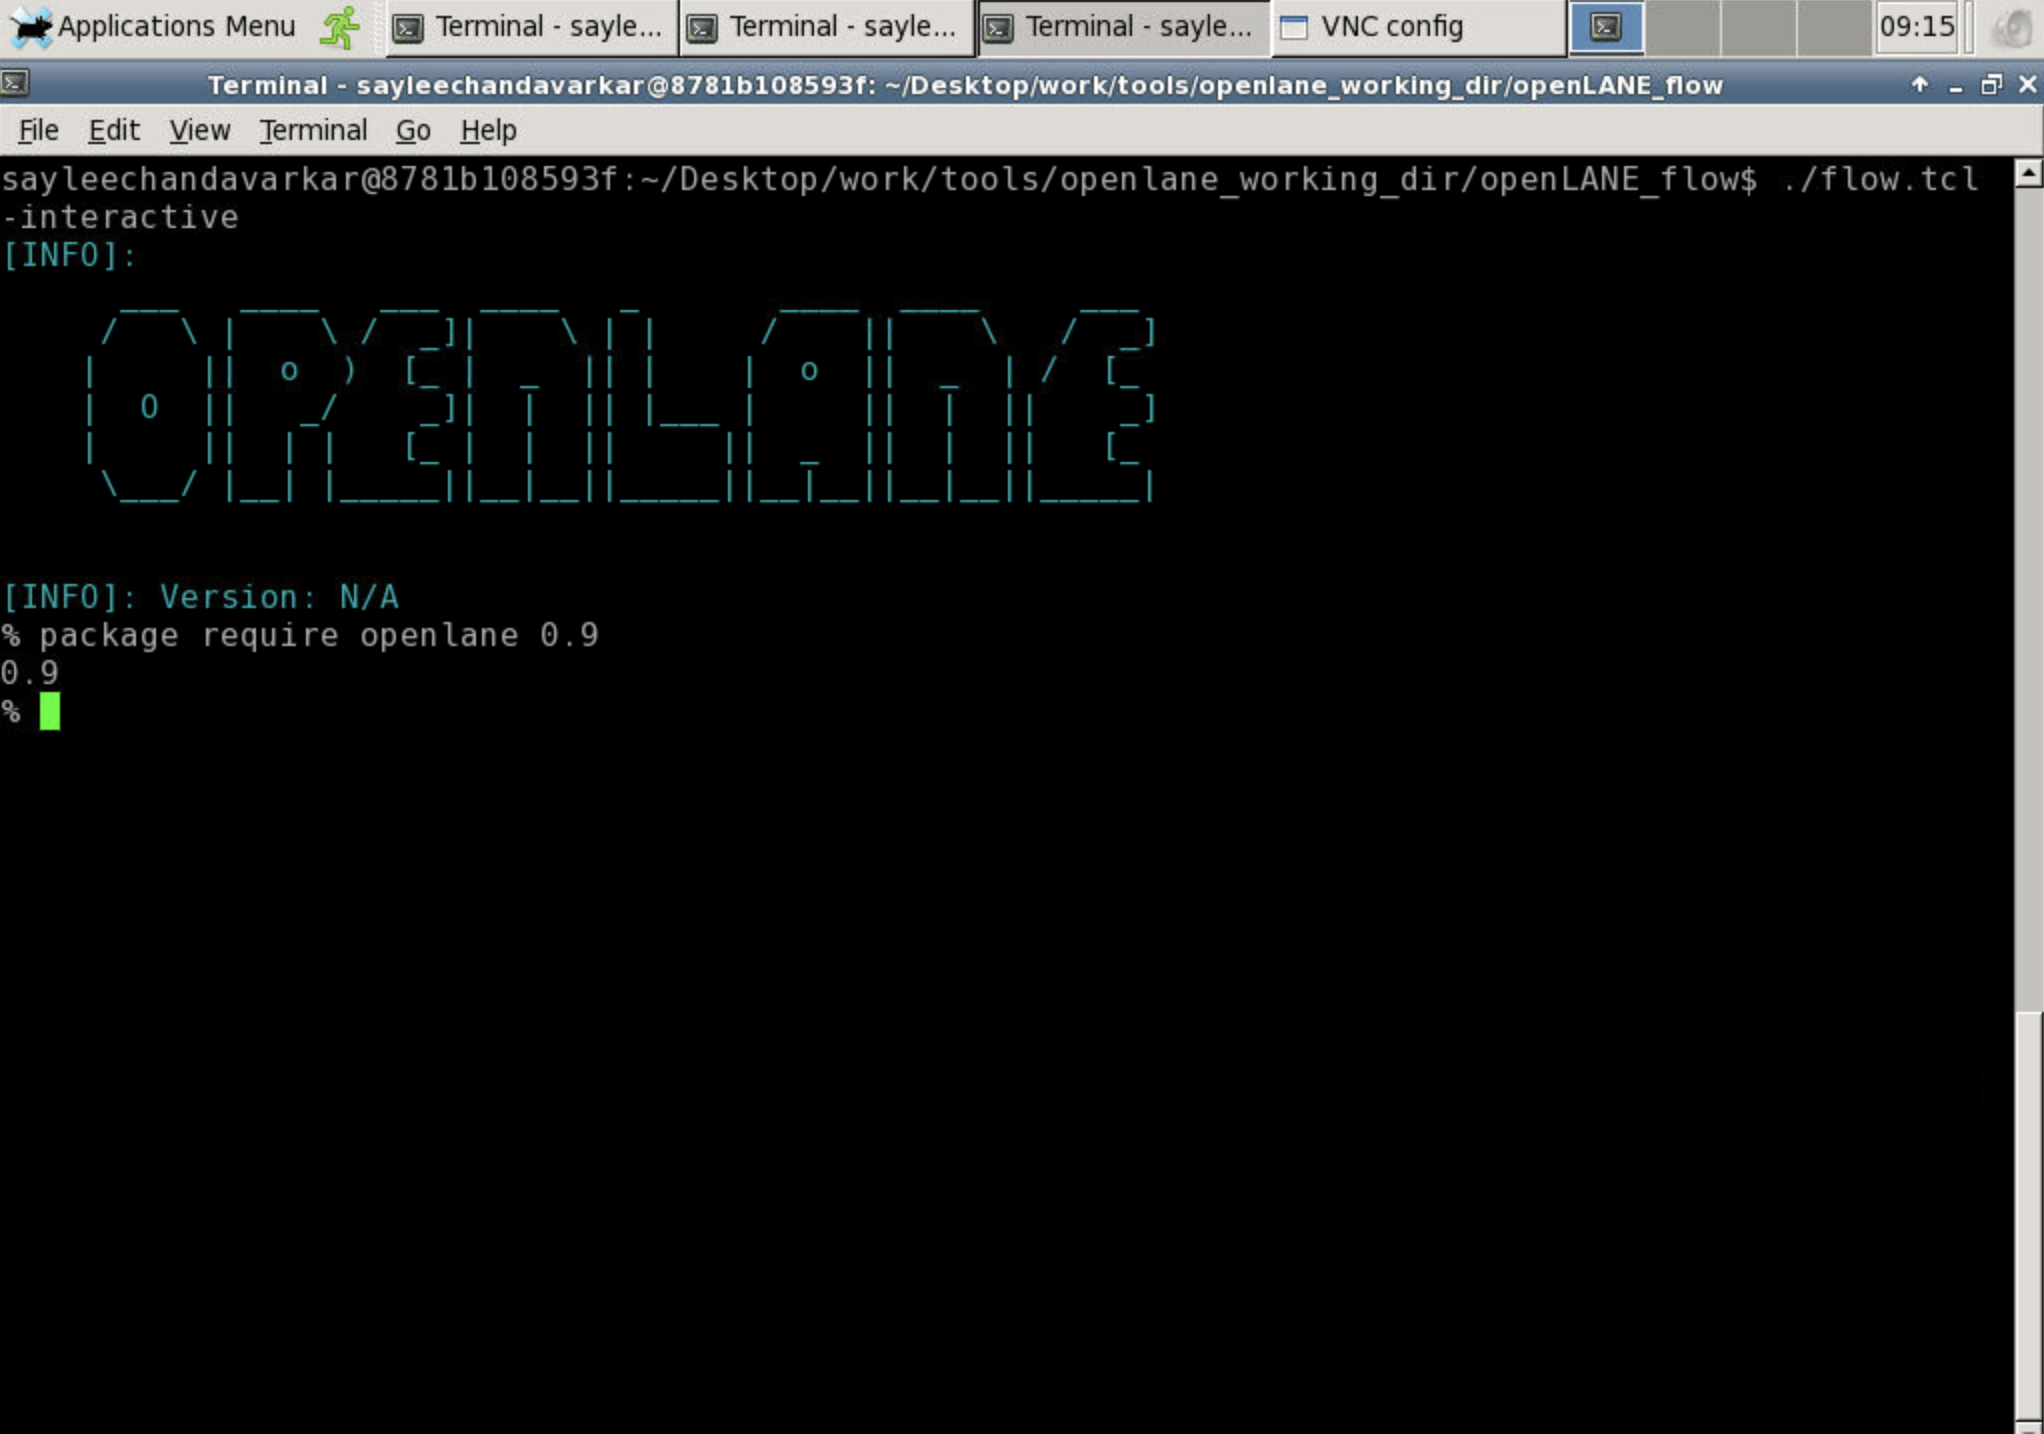 Applications Menu
Terminal - sayle...
Terminal - sayle...
Terminal - sayle...
VNC config
09:15
Terminal - sayleechandavarkar@8781b108593f: ~/Desktop/work/tools/openlane_working_dir/openLANE_flow
File Edit View Terminal Go Help
sayleechandavarkar@8781b108593f:~/Desktop/work/tools/openlane_working_dir/openLANE_flow$ ./flow.tcl
-interactive
[INFO]:
OPENLANE
[INFO]: Version: N/A
% package require openlane 0.9
0.9
%